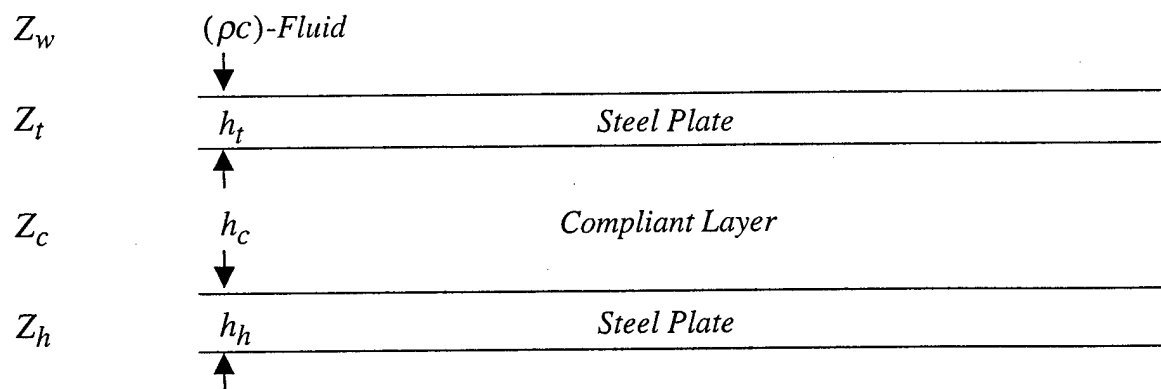 Z_w (ρc)-Fluid
Z_t h_t Steel Plate
Z_c h_c Compliant Layer
Z_h h_h Steel Plate